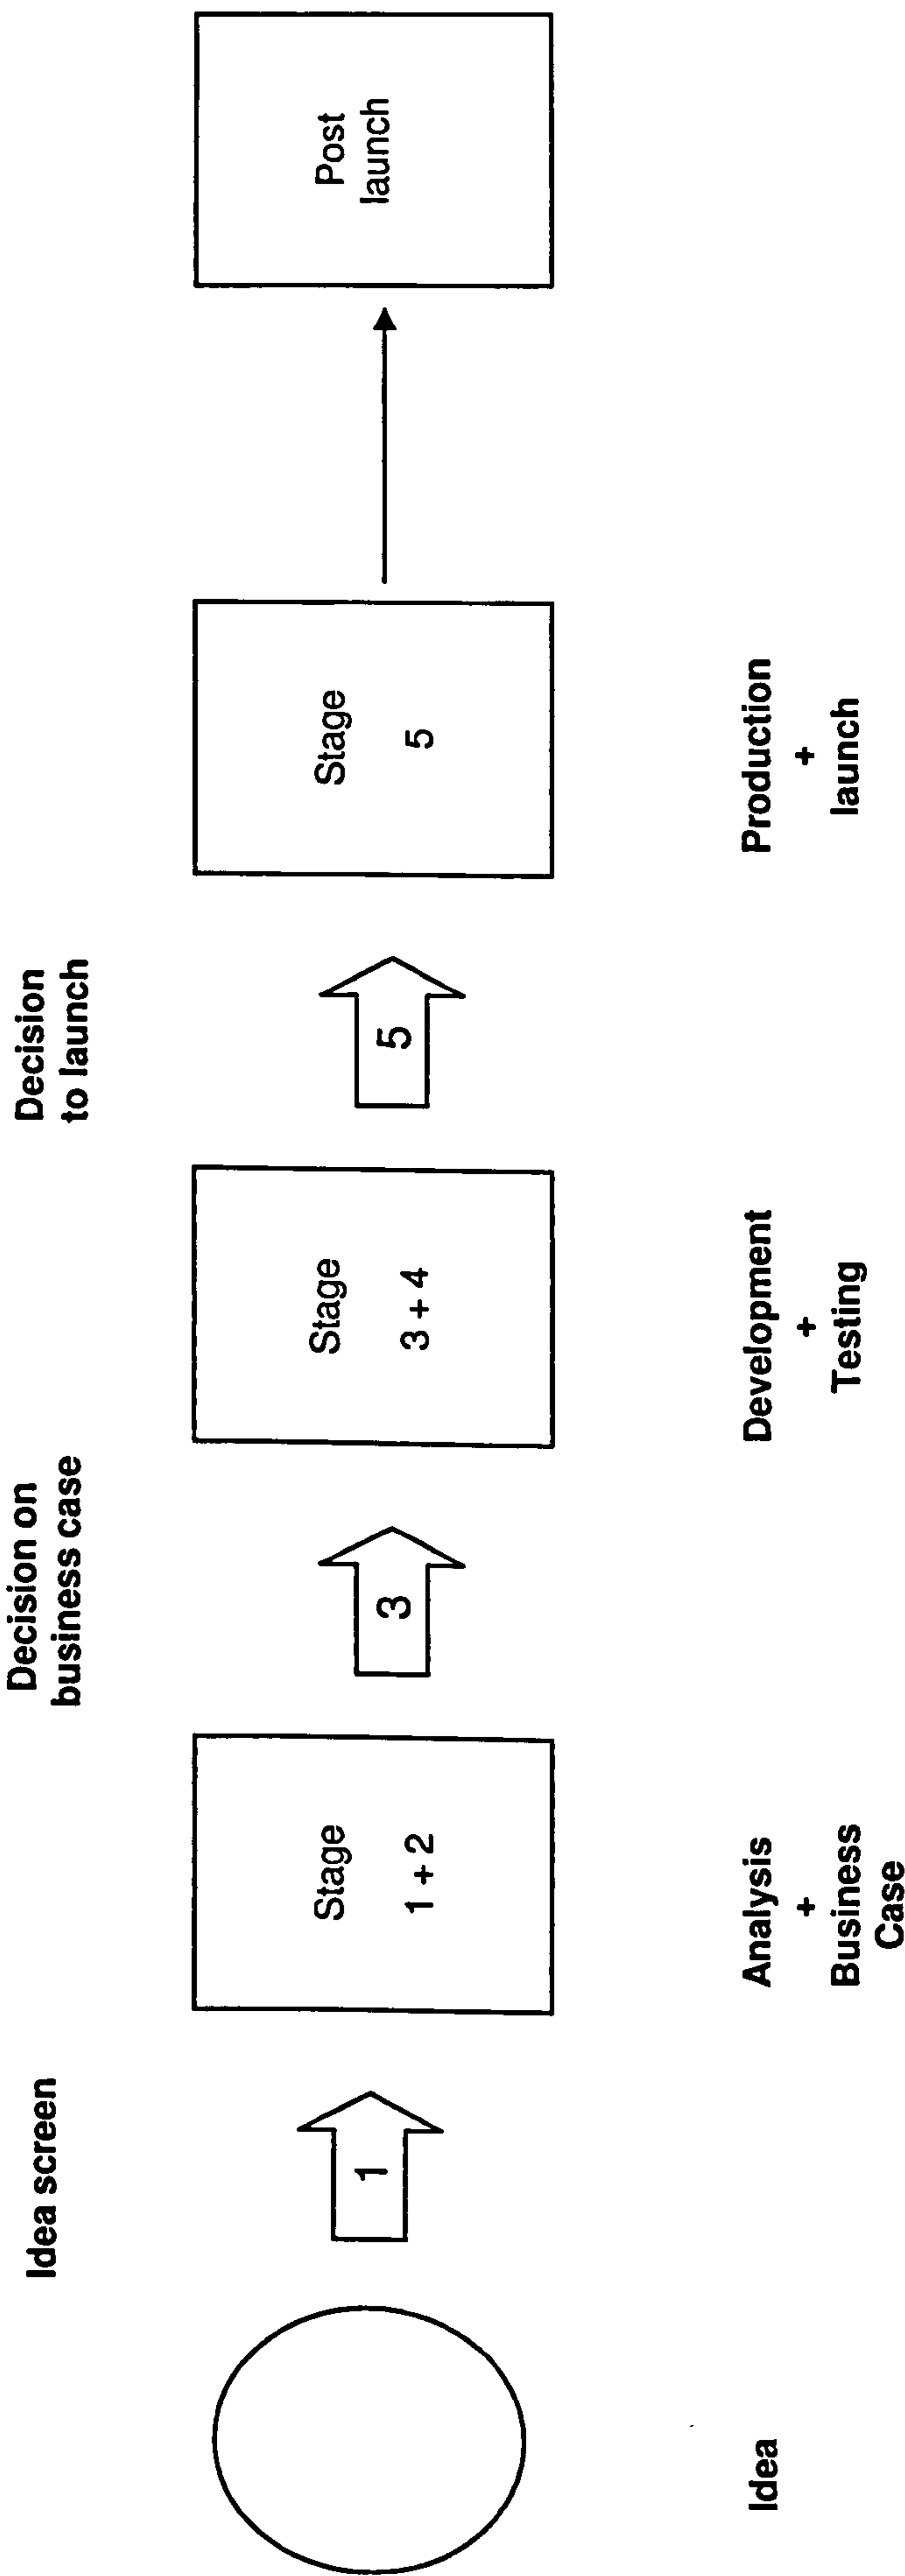 Idea screen
Decision on
business case
Decision
to launch
1
Stage
1 + 2
3
Stage
3 + 4
5
Stage
5
Post
launch
Idea
Analysis
+
Business
Case
Development
+
Testing
Production
+
launch